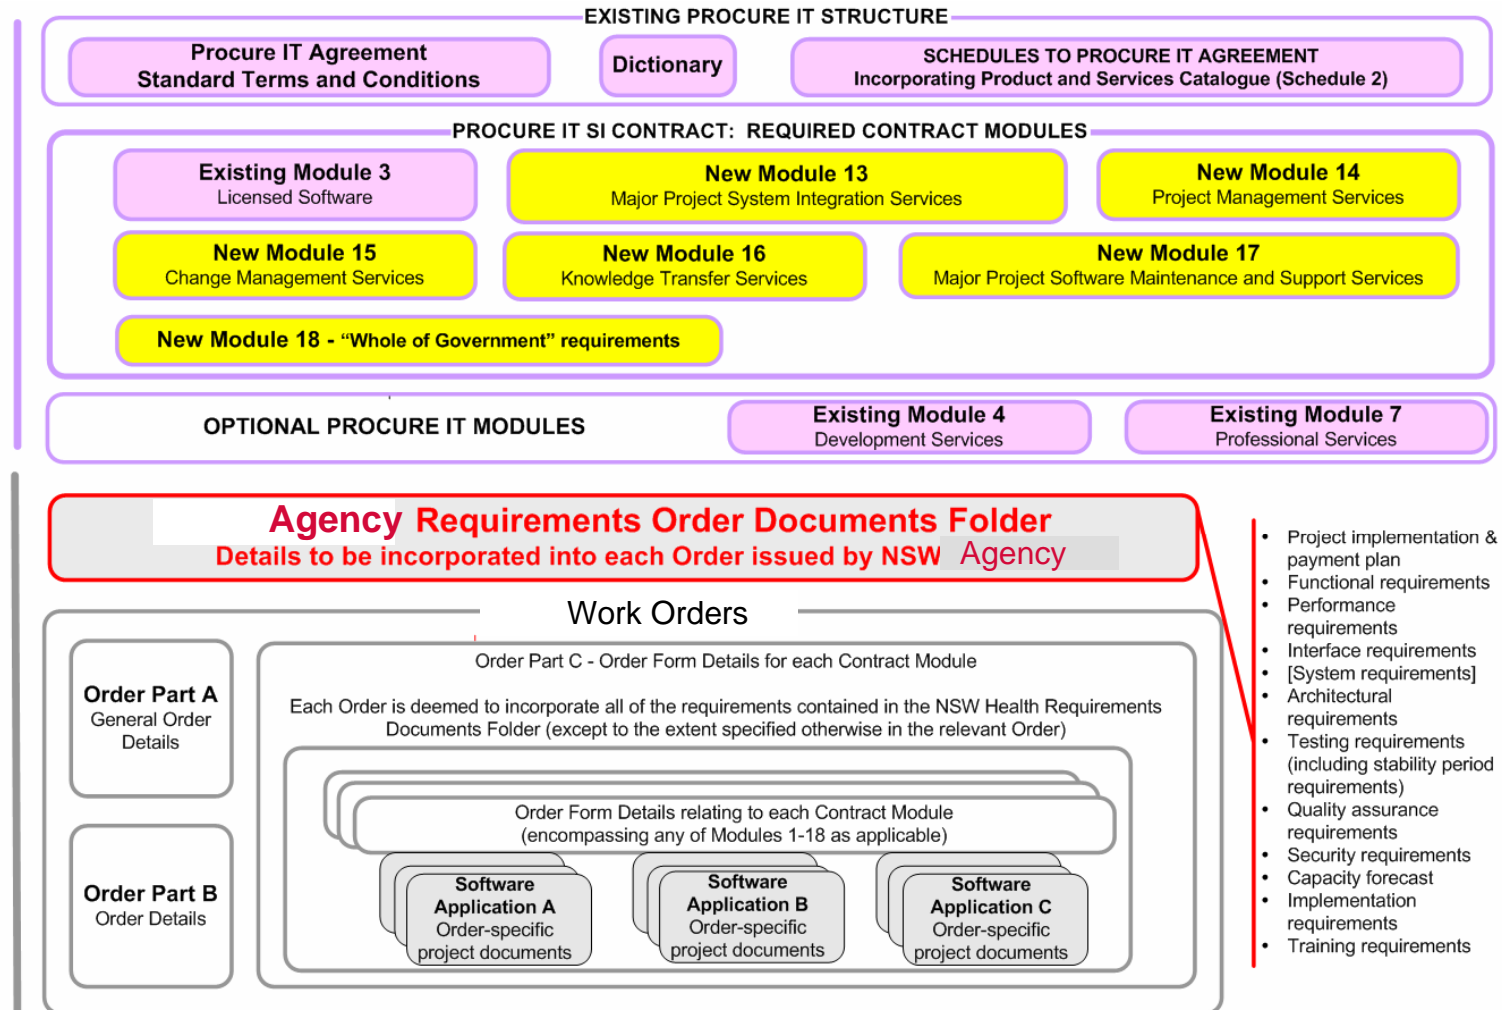 EXISTING PROCURE IT STRUCTURE
Procure IT Agreement
Standard Terms and Conditions
Dictionary
SCHEDULES TO PROCURE IT AGREEMENT
Incorporating Product and Services Catalogue (Schedule 2)
PROCURE IT SI CONTRACT: REQUIRED CONTRACT MODULES
Existing Module 3
Licensed Software
New Module 13
Major Project System Integration Services
New Module 14
Project Management Services
New Module 15
Change Management Services
New Module 16
Knowledge Transfer Services
New Module 17
Major Project Software Maintenance and Support Services
New Module 18 - “Whole of Government” requirements
OPTIONAL PROCURE IT MODULES
Existing Module 4
Development Services
Existing Module 7
Professional Services
Agency Requirements Order Documents Folder
Details to be incorporated into each Order issued by NSW Agency
Work Orders
Order Part A
General Order
Details
Order Part B
Order Details
Order Part C - Order Form Details for each Contract Module
Each Order is deemed to incorporate all of the requirements contained in the NSW Health Requirements
Documents Folder (except to the extent specified otherwise in the relevant Order)
Order Form Details relating to each Contract Module
(encompassing any of Modules 1-18 as applicable)
Software
Application A
Order-specific
project documents
Software
Application B
Order-specific
project documents
Software
Application C
Order-specific
project documents
• Project implementation &
payment plan
• Functional requirements
• Performance
requirements
• Interface requirements
• [System requirements]
• Architectural
requirements
• Testing requirements
(including stability period
requirements)
• Quality assurance
requirements
• Security requirements
• Capacity forecast
• Implementation
requirements
• Training requirements